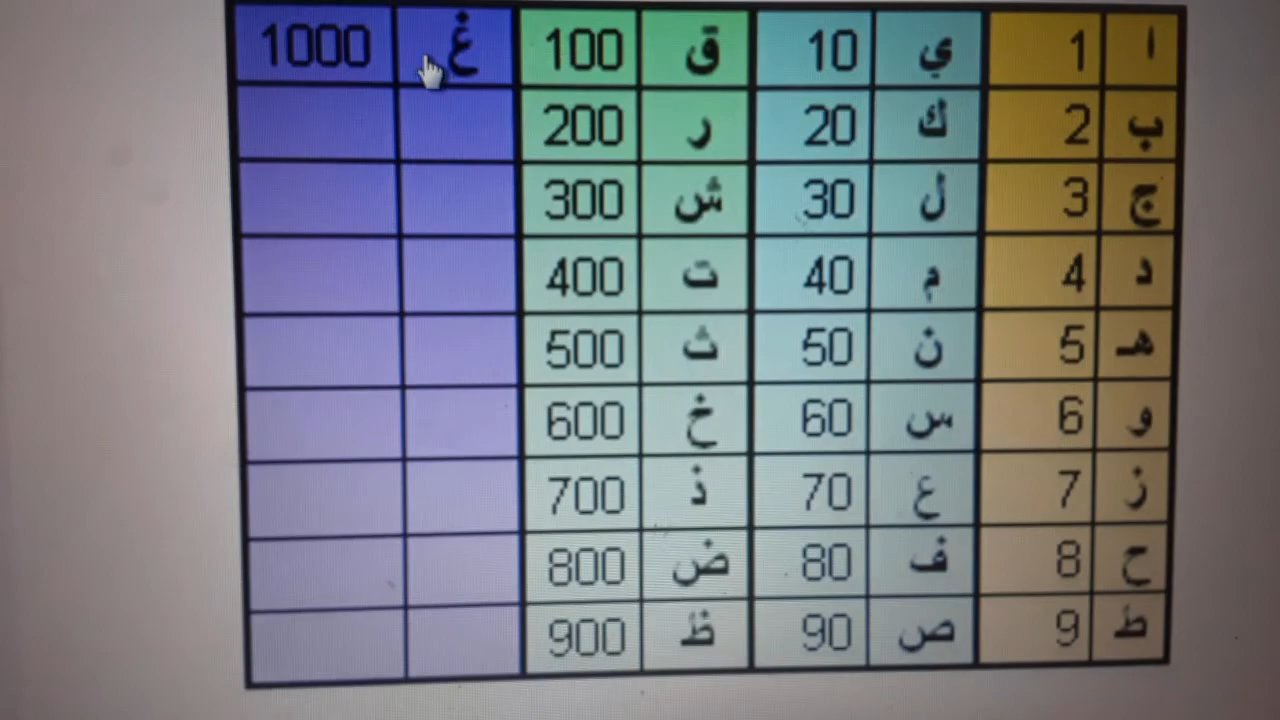 ا 1 ي 10 ق 100 غ 1000
ب 2 ك 20 ر 200
ج 3 ل 30 ش 300
د 4 م 40 ت 400
هـ 5 ن 50 ث 500
و 6 س 60 خ 600
ز 7 ع 70 ذ 700
ح 8 ف 80 ض 800
ط 9 ص 90 ظ 900